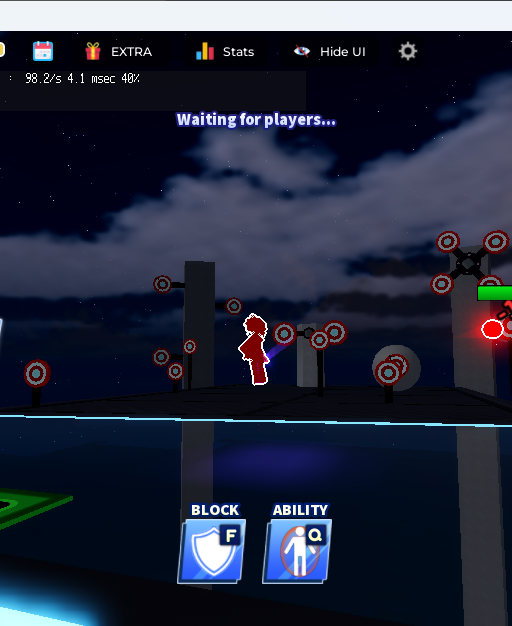 EXTRA
Stats
Hide UI
: 98.2/s 4.1 msec 40%
Waiting for players...
BLOCK
ABILITY
F
Q